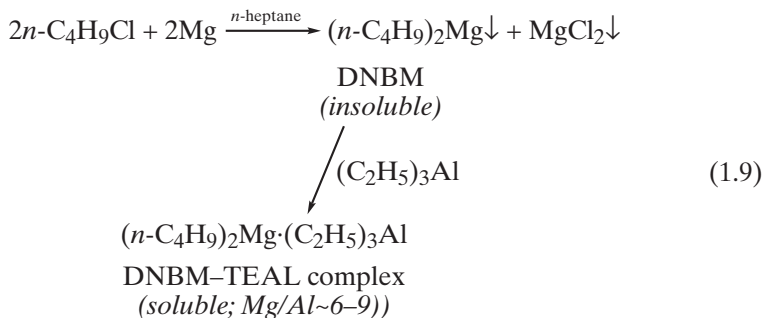 n-heptane
2n-C₄H₉Cl + 2Mg ⟶ (n-C₄H₉)₂Mg↓ + MgCl₂↓
DNBM
(insoluble)
(C₂H₅)₃Al
(1.9)
(n-C₄H₉)₂Mg·(C₂H₅)₃Al
DNBM–TEAL complex
(soluble; Mg/Al~6–9))